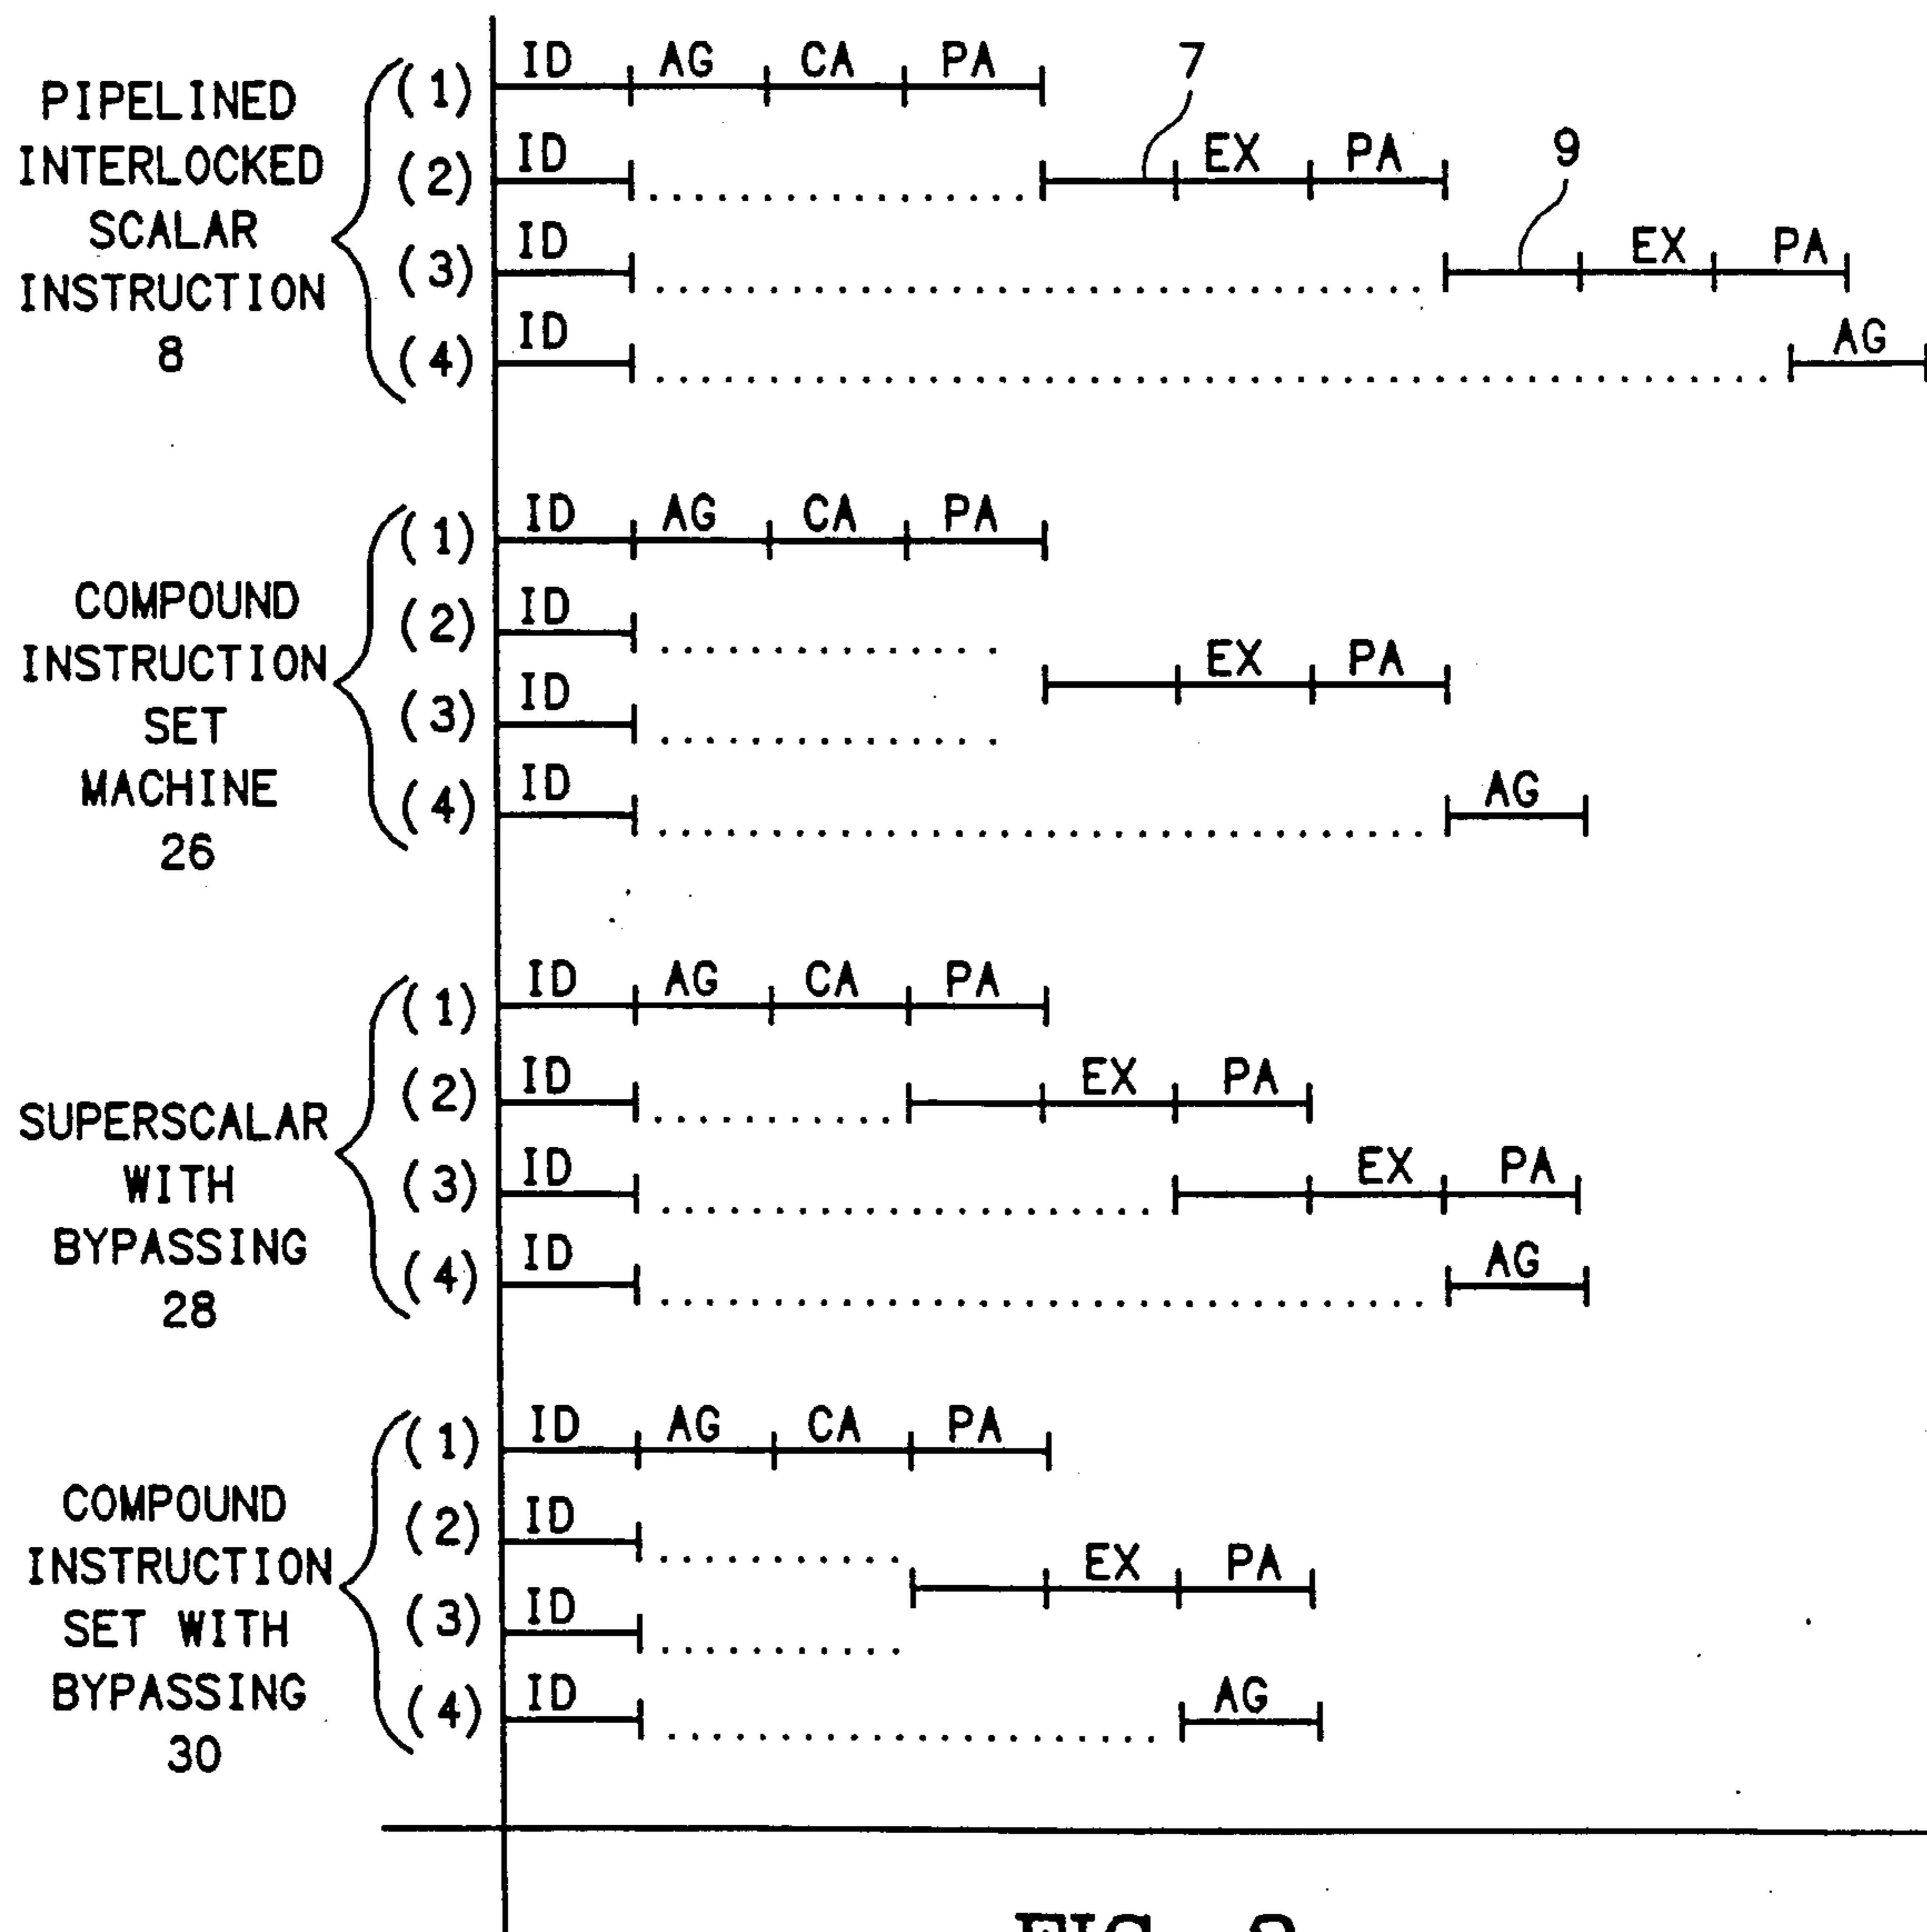 PIPELINED
INTERLOCKED
SCALAR
INSTRUCTION
8
(1) ID AG CA PA
7
(2) ID EX PA
9
(3) ID EX PA
(4) ID AG
COMPOUND
INSTRUCTION
SET
MACHINE
26
(1) ID AG CA PA
(2) ID
EX PA
(3) ID
(4) ID AG
SUPERSCALAR
WITH
BYPASSING
28
(1) ID AG CA PA
(2) ID EX PA
(3) ID EX PA
(4) ID AG
COMPOUND
INSTRUCTION
SET WITH
BYPASSING
30
(1) ID AG CA PA
(2) ID
EX PA
(3) ID
(4) ID AG